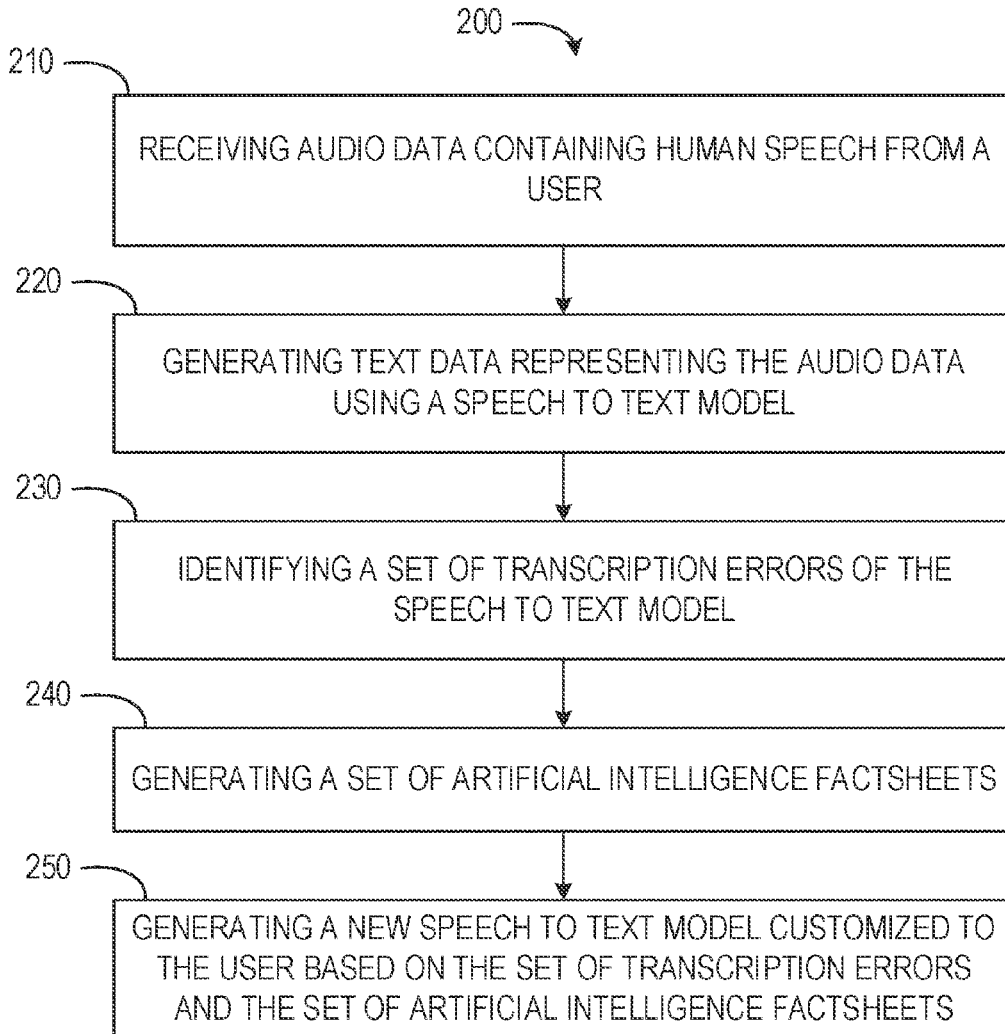 200
210
RECEIVING AUDIO DATA CONTAINING HUMAN SPEECH FROM A
USER
220
GENERATING TEXT DATA REPRESENTING THE AUDIO DATA
USING A SPEECH TO TEXT MODEL
230
IDENTIFYING A SET OF TRANSCRIPTION ERRORS OF THE
SPEECH TO TEXT MODEL
240
GENERATING A SET OF ARTIFICIAL INTELLIGENCE FACTSHEETS
250
GENERATING A NEW SPEECH TO TEXT MODEL CUSTOMIZED TO
THE USER BASED ON THE SET OF TRANSCRIPTION ERRORS
AND THE SET OF ARTIFICIAL INTELLIGENCE FACTSHEETS